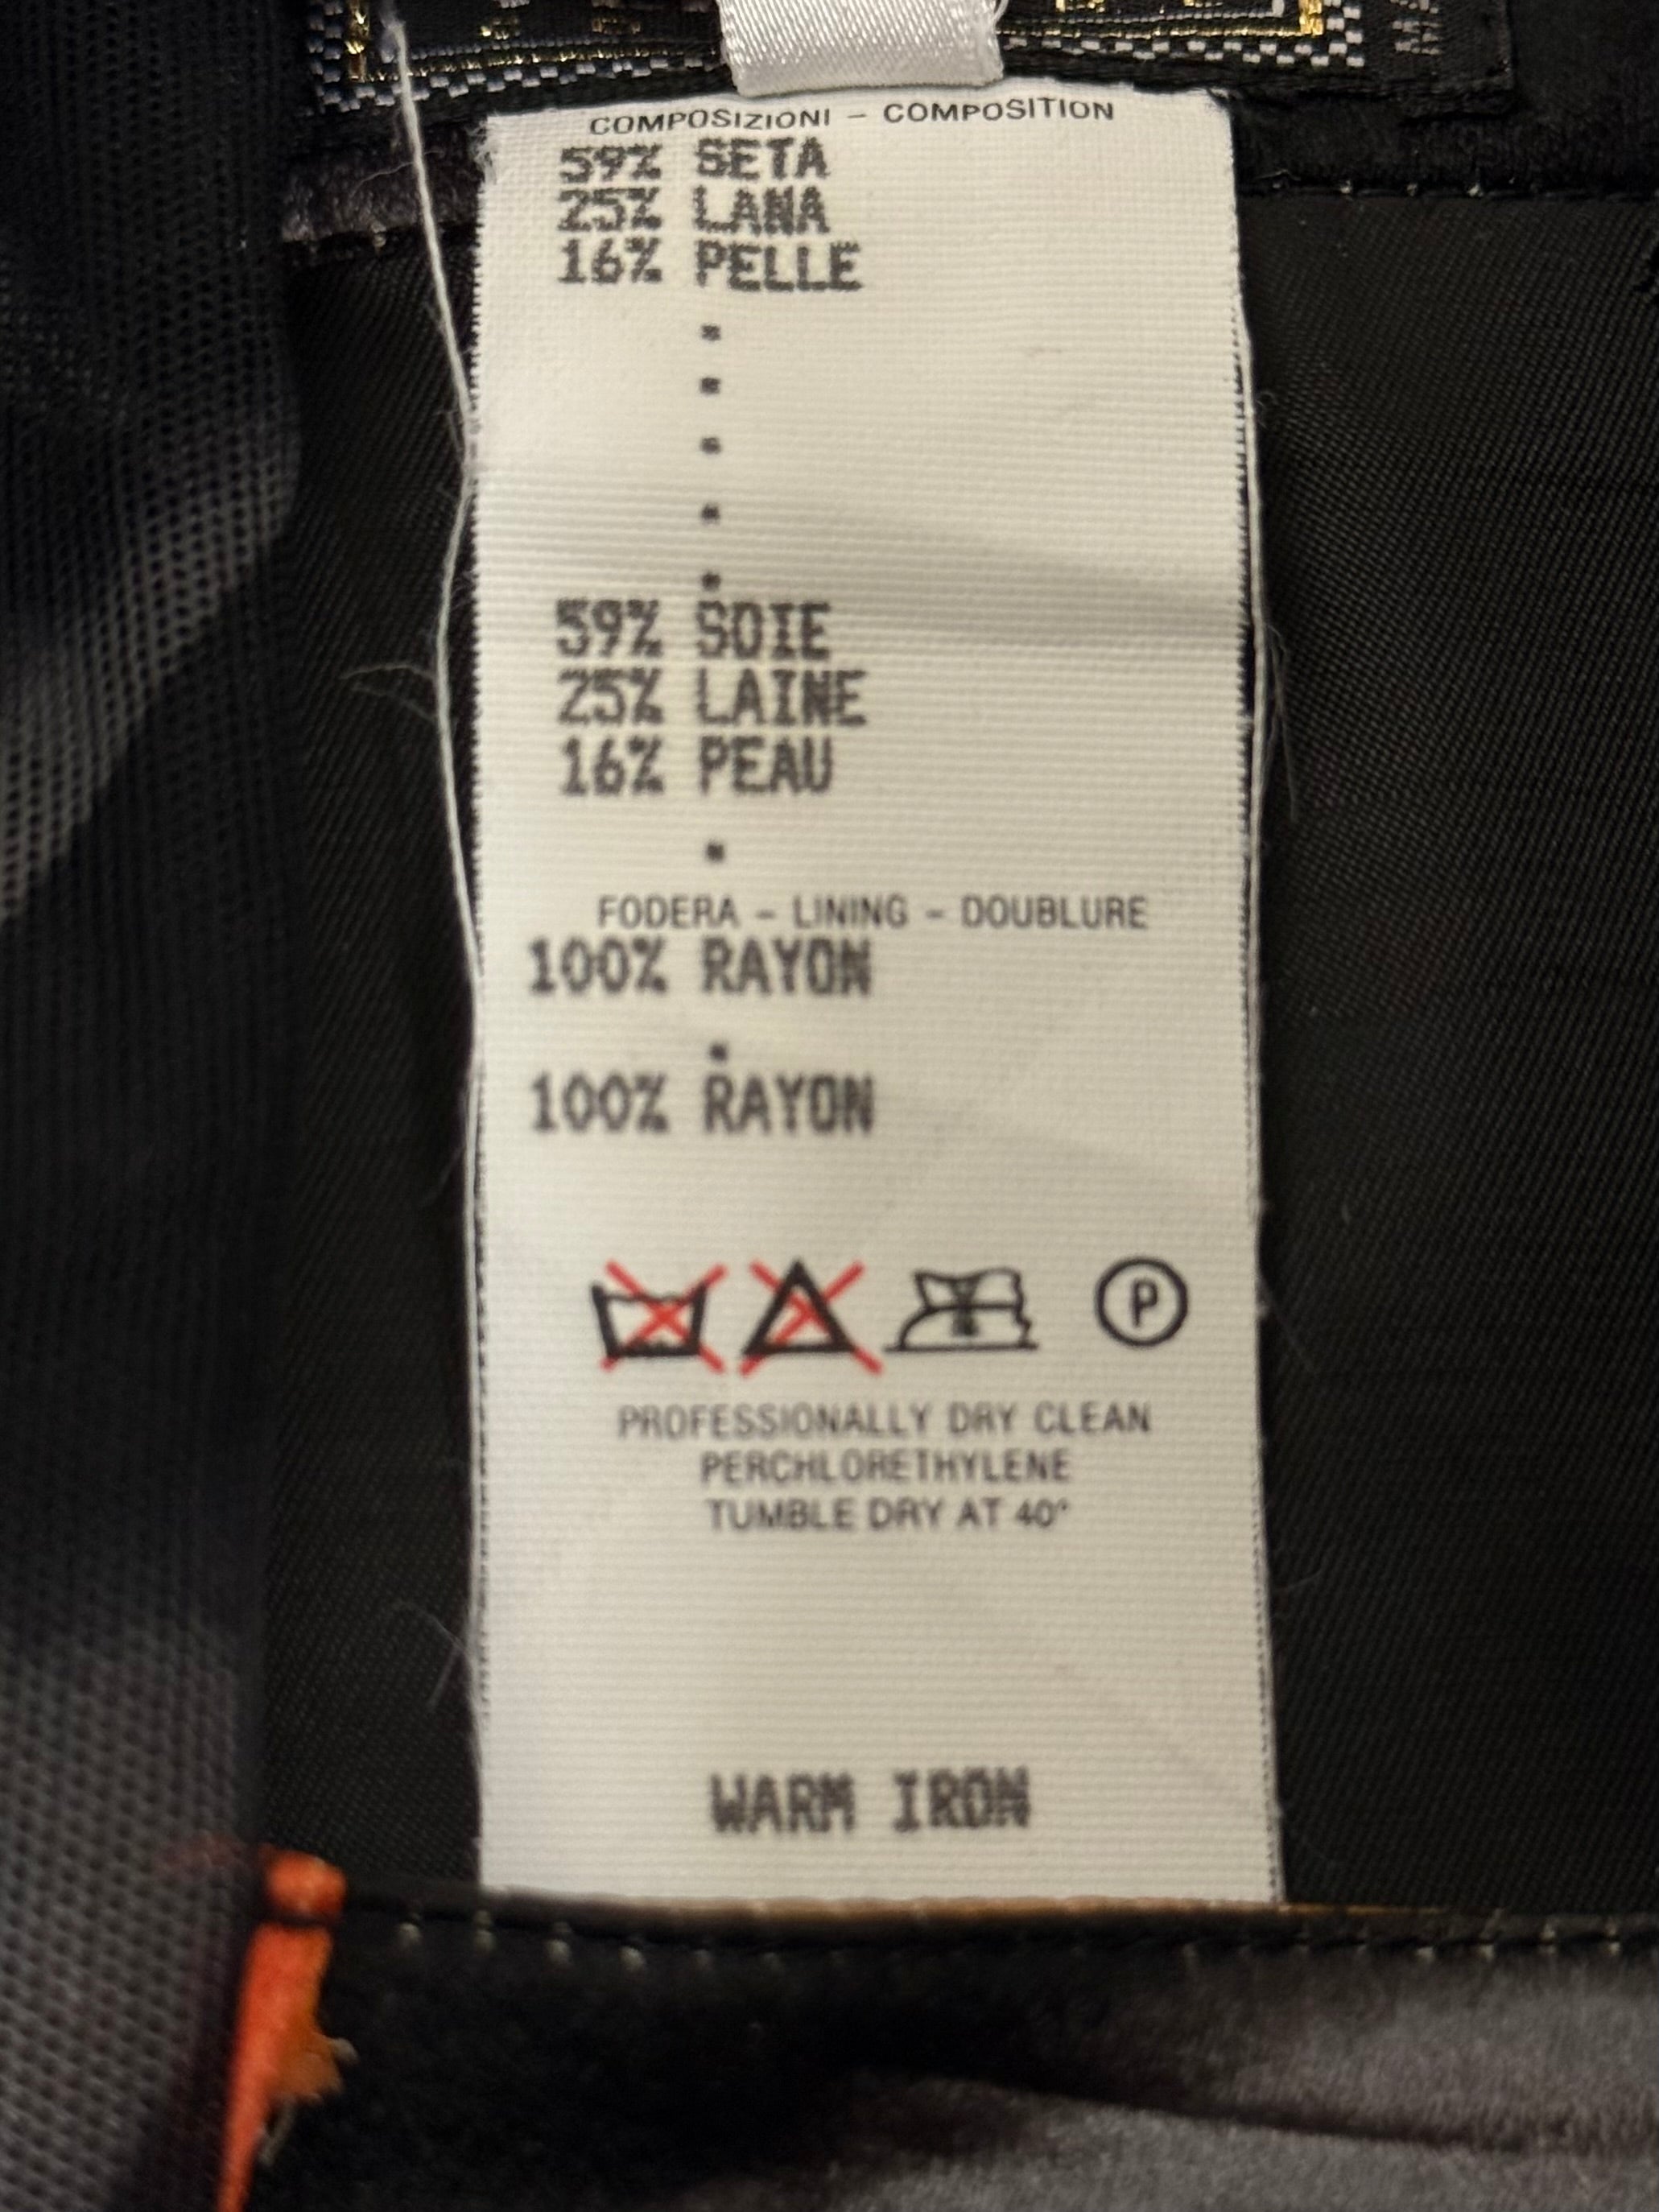 COMPOSIZIONI – COMPOSITION
59% SETA
25% LANA
16% PELLE
.
.
.
.
.
59% SOIE
25% LAINE
16% PEAU
.
FODERA – LINING – DOUBLURE
100% RAYON
.
100% RAYON
P
PROFESSIONALLY DRY CLEAN
PERCHLORETHYLENE
TUMBLE DRY AT 40°
WARM IRON